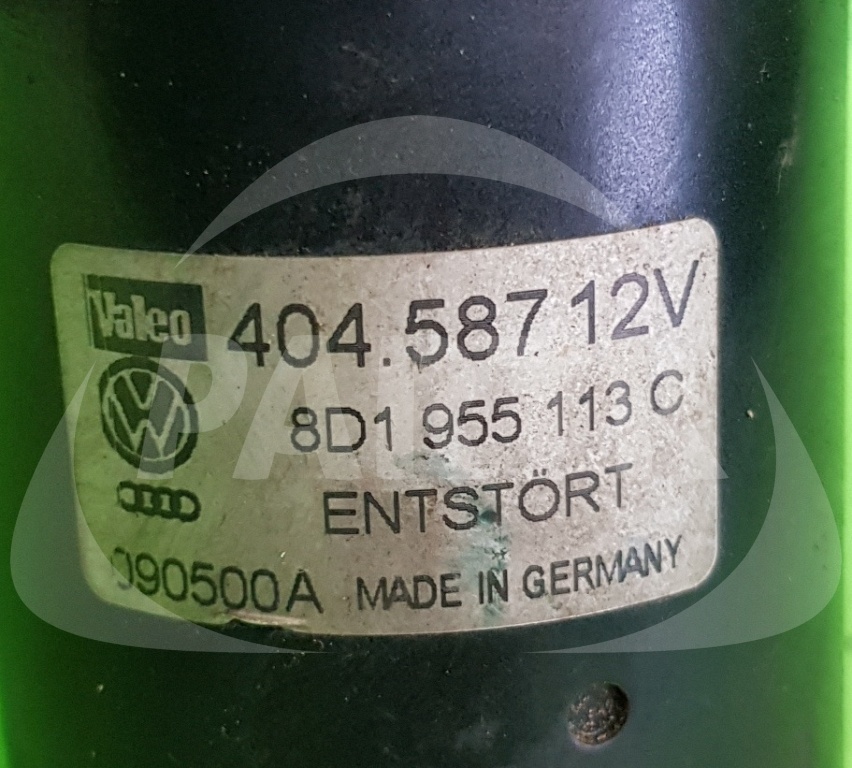 Valeo 404.587 12V
8D1 955 113 C
ENTSTÖRT
090500A MADE IN GERMANY